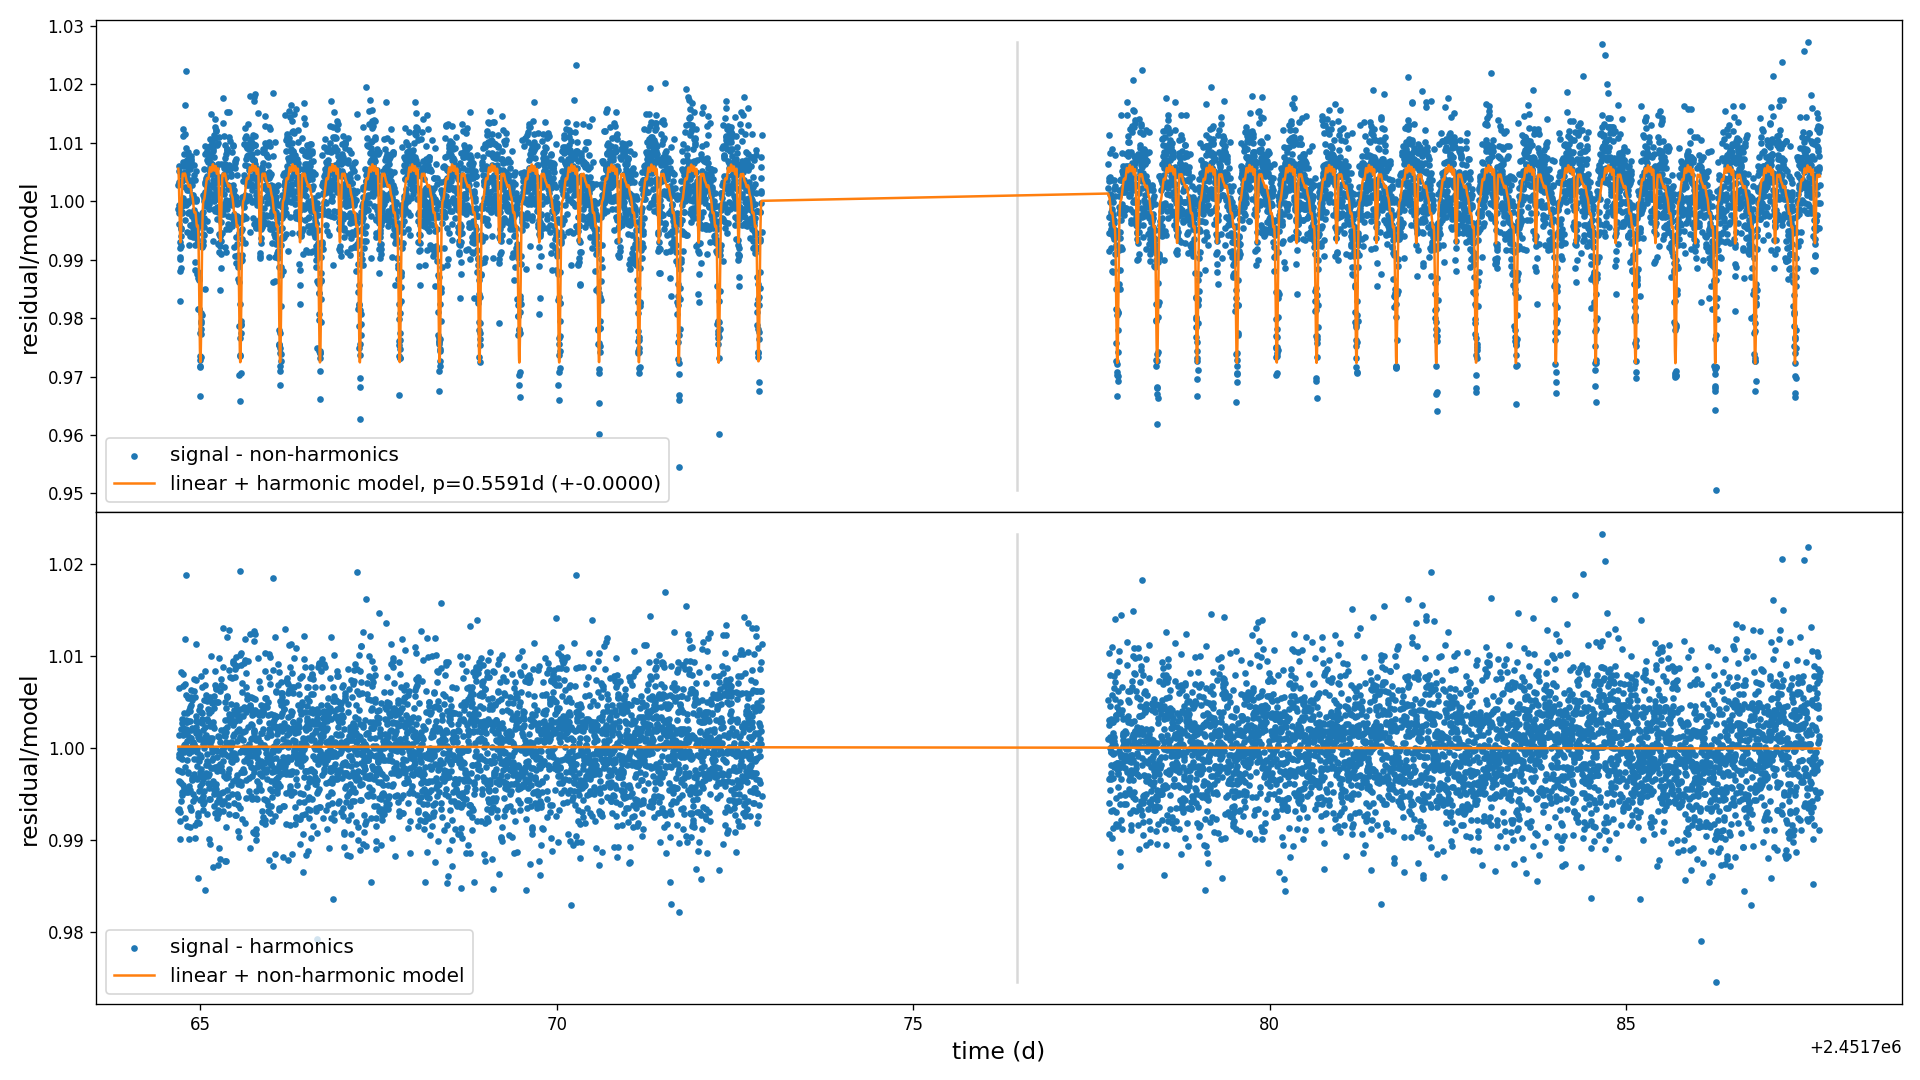 1.03
1.02
1.01
1.00
0.99
0.98
0.97
0.96
0.95
residual/model
signal - non-harmonics
linear + harmonic model, p=0.5591d (+-0.0000)
1.02
1.01
1.00
0.99
0.98
residual/model
signal - harmonics
linear + non-harmonic model
65 70 75 80 85
time (d)
+2.4517e6